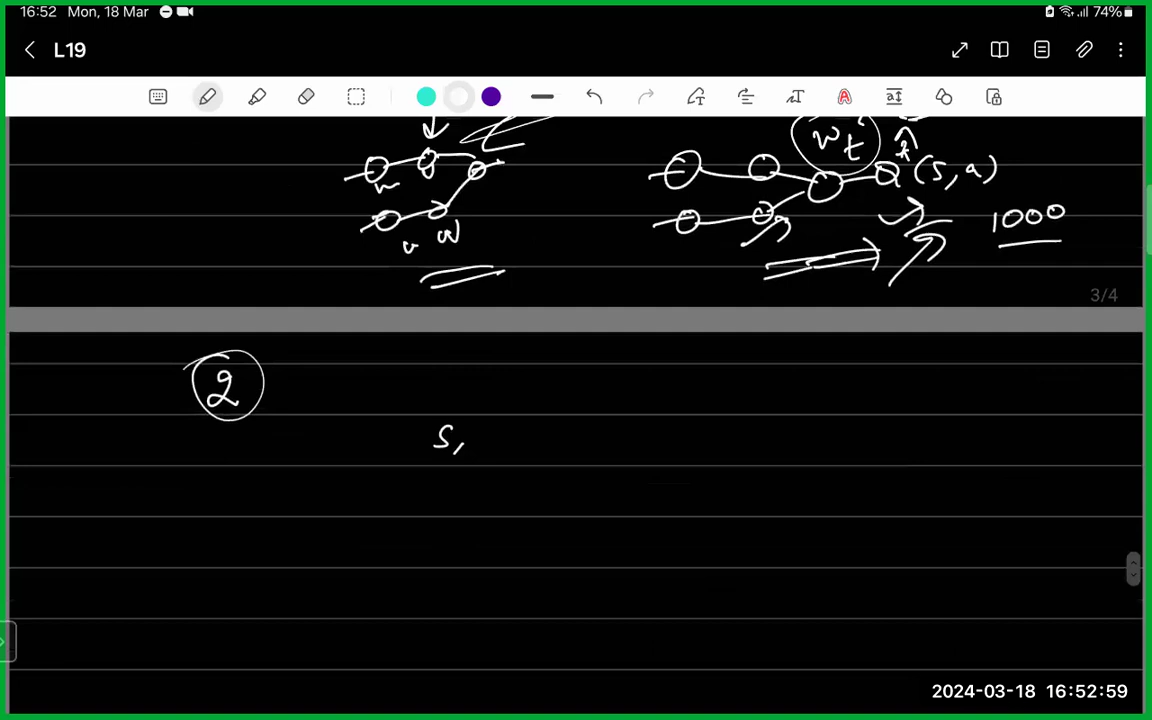 16:52 Mon, 18 Mar 74%
L19
w t
Q (s, a)
1000
3/4
2
s,
2024-03-18 16:52:59